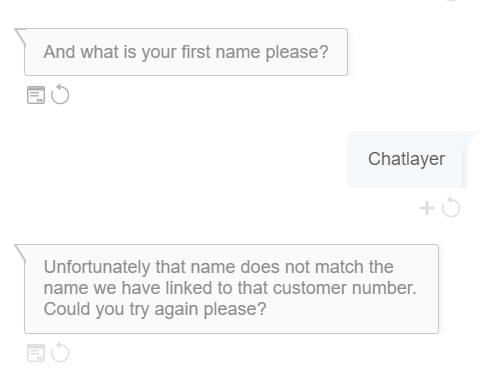 And what is your first name please?
Chatlayer
Unfortunately that name does not match the
name we have linked to that customer number.
Could you try again please?